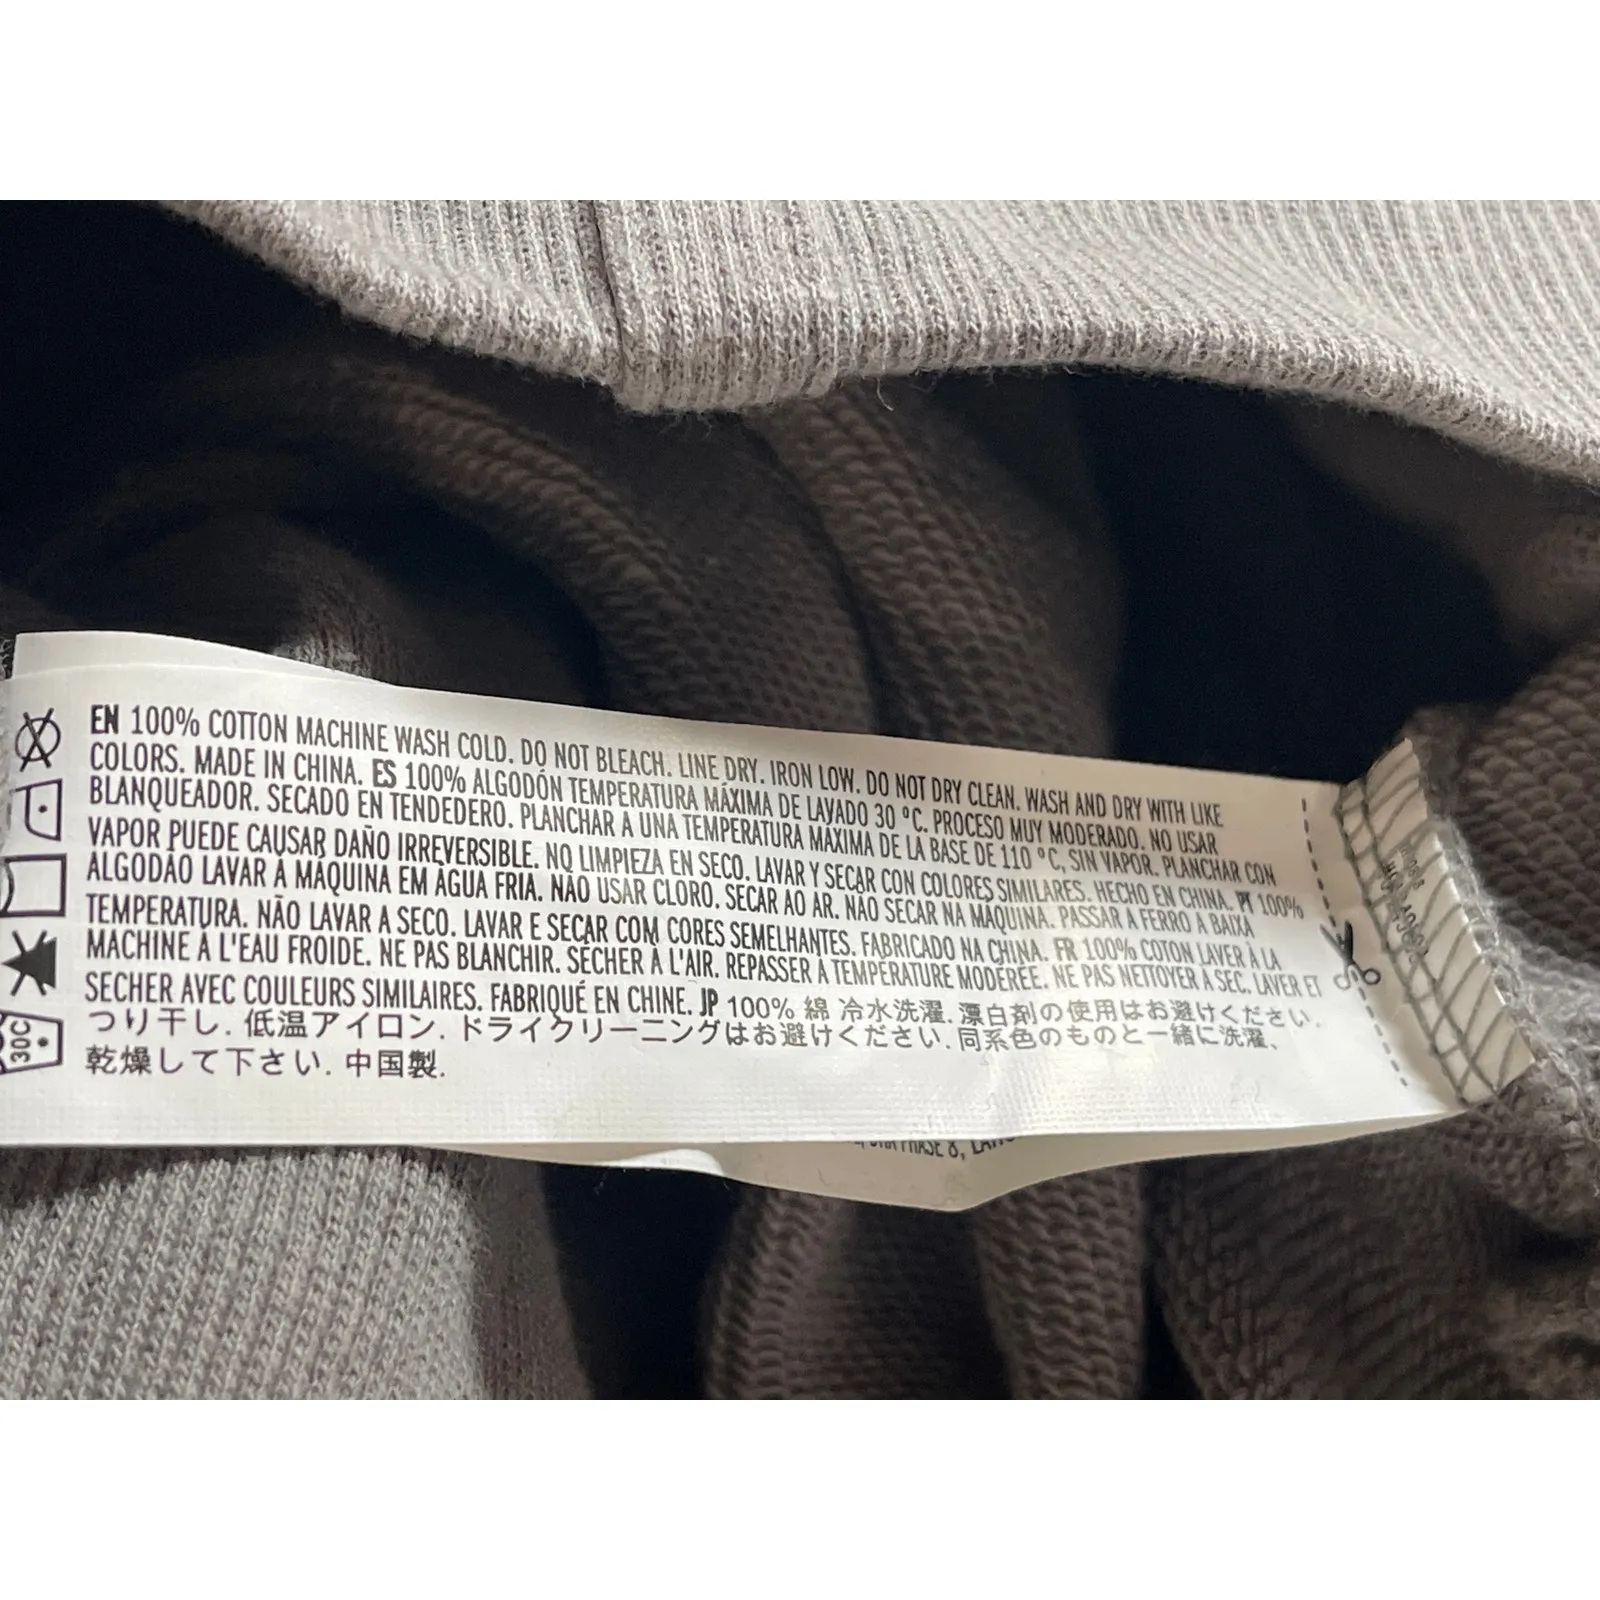 EN 100% COTTON MACHINE WASH COLD. DO NOT BLEACH. LINE DRY. IRON LOW. DO NOT DRY CLEAN. WASH AND DRY WITH LIKE
COLORS. MADE IN CHINA. ES 100% ALGODÓN TEMPERATURA MÁXIMA DE LAVADO 30 °C. PROCESO MUY MODERADO. NO USAR
BLANQUEADOR. SECADO EN TENDEDERO. PLANCHAR A UNA TEMPERATURA MÁXIMA DE LA BASE DE 110 °C, SIN VAPOR. PLANCHAR CON
VAPOR PUEDE CAUSAR DAÑO IRREVERSIBLE. NO LIMPIEZA EN SECO. LAVAR Y SECAR CON COLORES SIMILARES. HECHO EN CHINA. PT 100%
ALGODÃO LAVAR À MÁQUINA EM ÁGUA FRIA. NÃO USAR CLORO. SECAR AO AR. NÃO SECAR NA MÁQUINA. PASSAR A FERRO A BAIXA
TEMPERATURA. NÃO LAVAR A SECO. LAVAR E SECAR COM CORES SEMELHANTES. FABRICADO NA CHINA. FR 100% COTON LAVER À LA
MACHINE À L'EAU FROIDE. NE PAS BLANCHIR. SÉCHER À L'AIR. REPASSER À TEMPÉRATURE MODÉRÉE. NE PAS NETTOYER À SEC. LAVER ET
SECHER AVEC COULEURS SIMILAIRES. FABRIQUÉ EN CHINE. JP 100% 綿 冷水洗濯. 漂白剤の使用はお避けください.
つり干し. 低温アイロン. ドライクリーニングはお避けください. 同系色のものと一緒に洗濯、
乾燥して下さい. 中国製.
30C
PHASE 8,